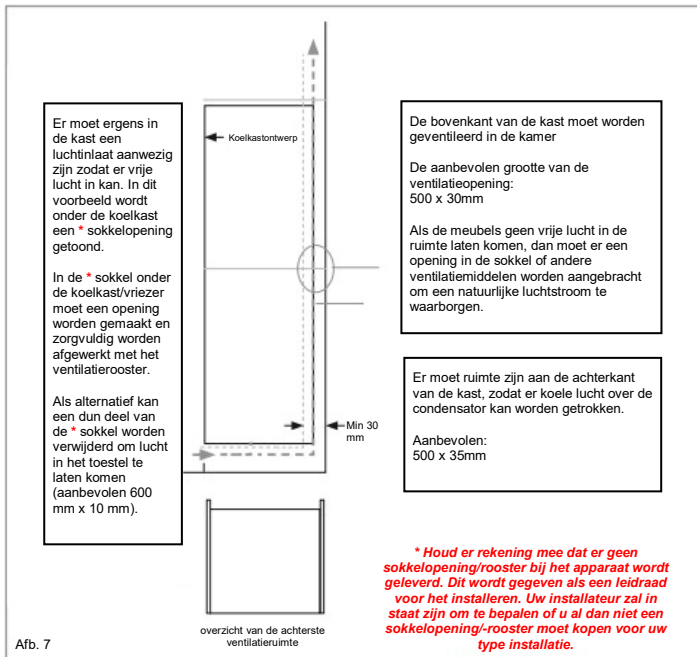 Er moet ergens in
de kast een
luchtinlaat aanwezig
zijn zodat er vrije
lucht in kan. In dit
voorbeeld wordt
onder de koelkast
een * sokkelopening
getoond.
In de * sokkel onder
de koelkast/vriezer
moet een opening
worden gemaakt en
zorgvuldig worden
afgewerkt met het
ventilatierooster.
Als alternatief kan
een dun deel van
de * sokkel worden
verwijderd om lucht
in het toestel te
laten komen
(aanbevolen 600
mm x 10 mm).
Koelkastontwerp
Min 30
mm
overzicht van de achterste
ventilatieruimte
De bovenkant van de kast moet worden
geventileerd in de kamer
De aanbevolen grootte van de
ventilatieopening:
500 x 30mm
Als de meubels geen vrije lucht in de
ruimte laten komen, dan moet er een
opening in de sokkel of andere
ventilatiemiddelen worden aangebracht
om een natuurlijke luchtstroom te
waarborgen.
Er moet ruimte zijn aan de achterkant
van de kast, zodat er koele lucht over de
condensator kan worden getrokken.
Aanbevolen:
500 x 35mm
* Houd er rekening mee dat er geen
sokkelopening/rooster bij het apparaat wordt
geleverd. Dit wordt gegeven als een leidraad
voor het installeren. Uw installateur zal in
staat zijn om te bepalen of u al dan niet een
sokkelopening/-rooster moet kopen voor uw
type installatie.
Afb. 7